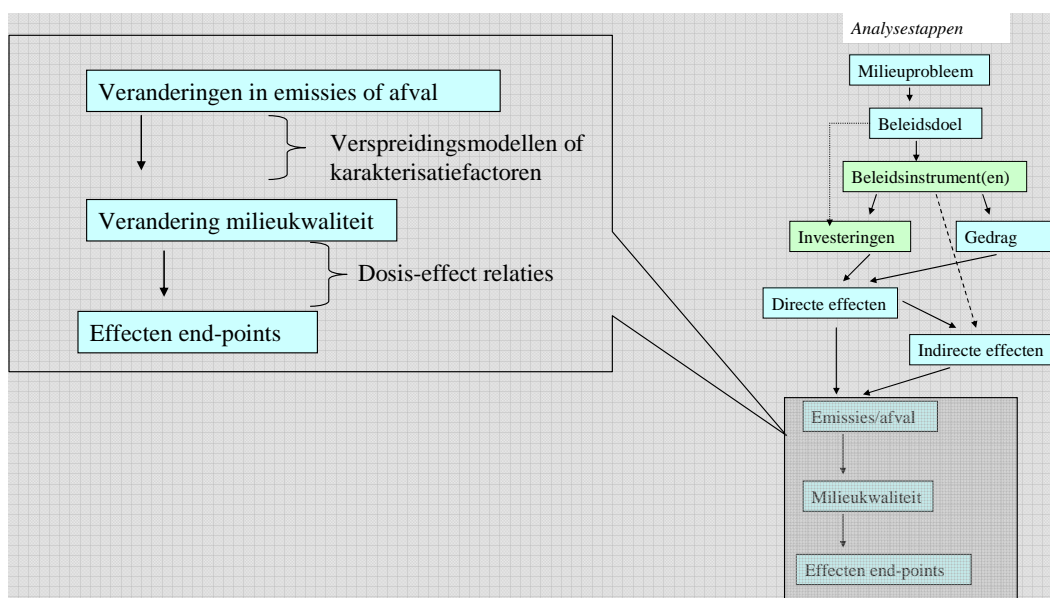 Veranderingen in emissies of afval
Verspreidingsmodellen of
karakterisatiefactoren
Verandering milieukwaliteit
Dosis-effect relaties
Effecten end-points
Analysestappen
Milieuprobleem
Beleidsdoel
Beleidsinstrument(en)
Investeringen
Gedrag
Directe effecten
Indirecte effecten
Emissies/afval
Milieukwaliteit
Effecten end-points